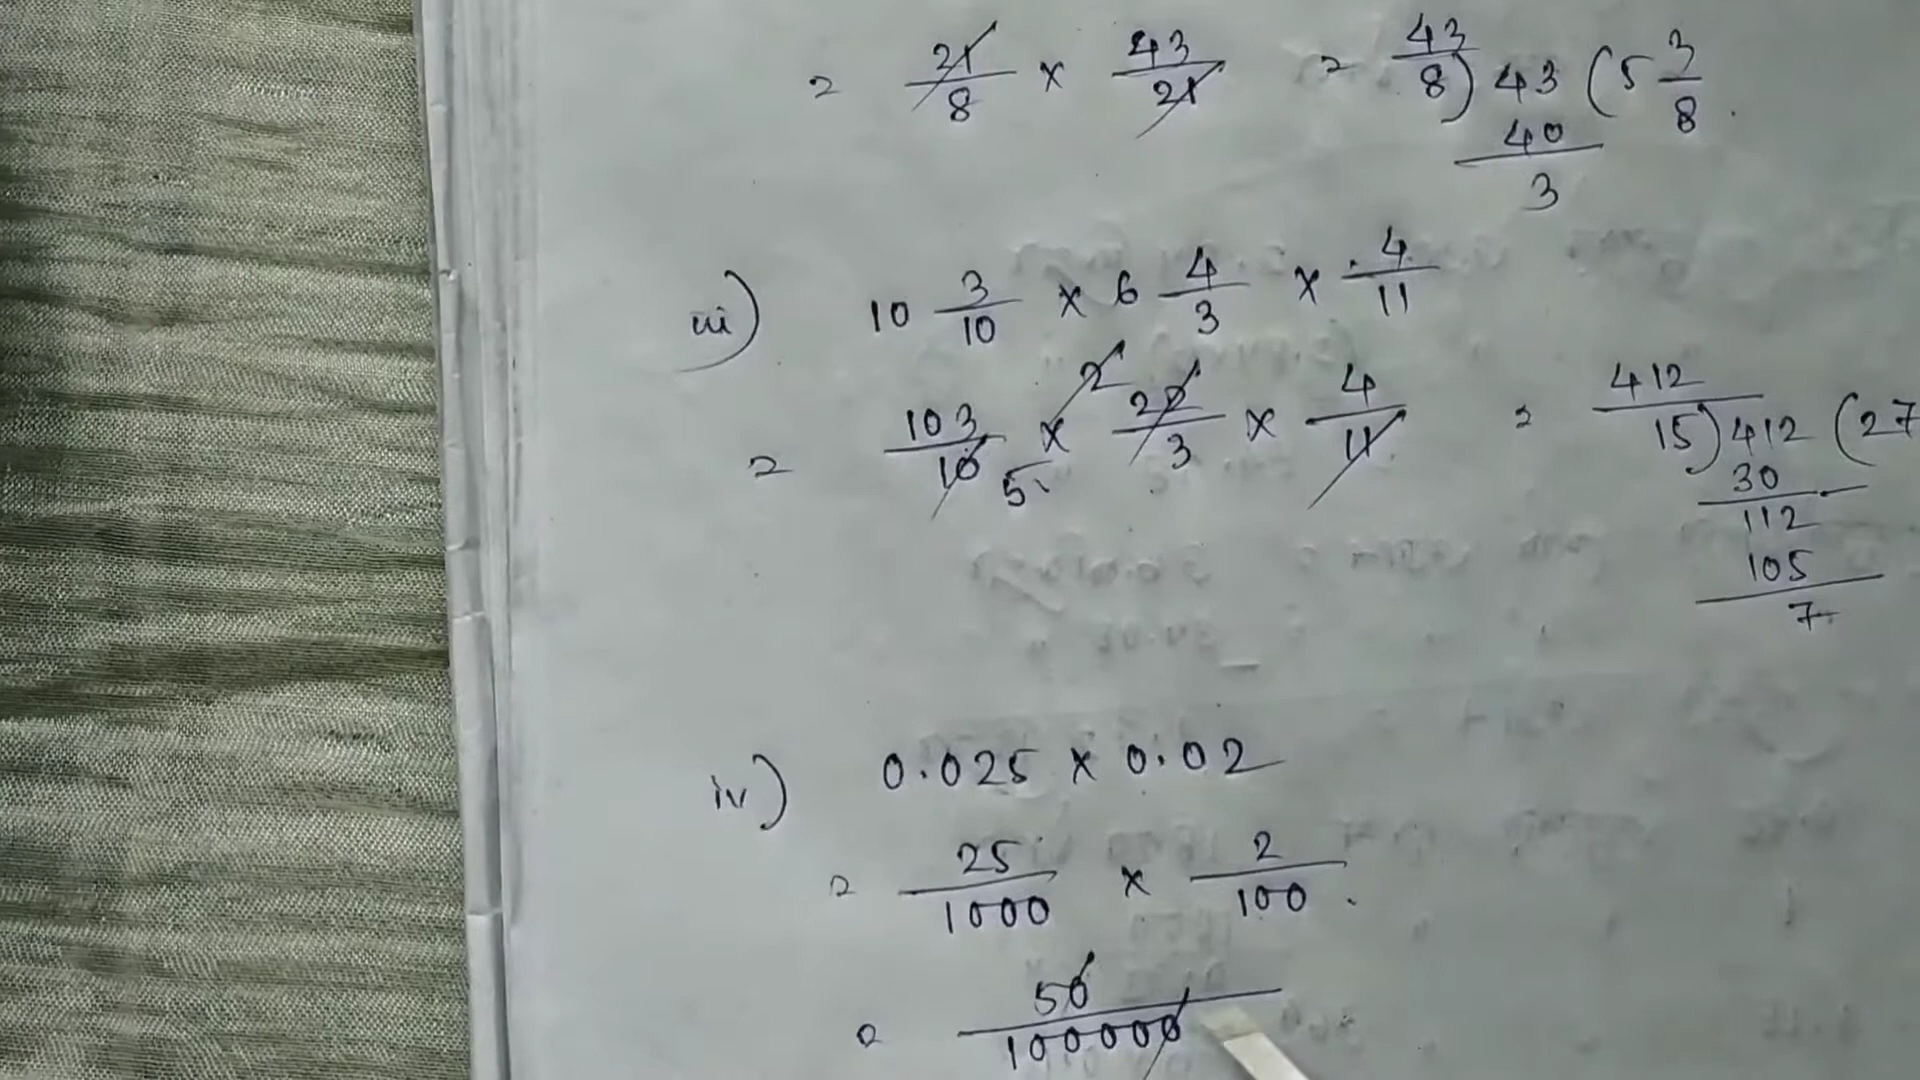 = 21/8 × 43/21 = 43/8 8) 43 (5 3/8
40
3
iii) 10 3/10 × 6 4/3 × 4/11
= 103/10 5 × 2 22/3 × 4/11 = 412/15 15) 412 (27
30
112
105
7
iv) 0.025 × 0.02
= 25/1000 × 2/100
= 50/100000